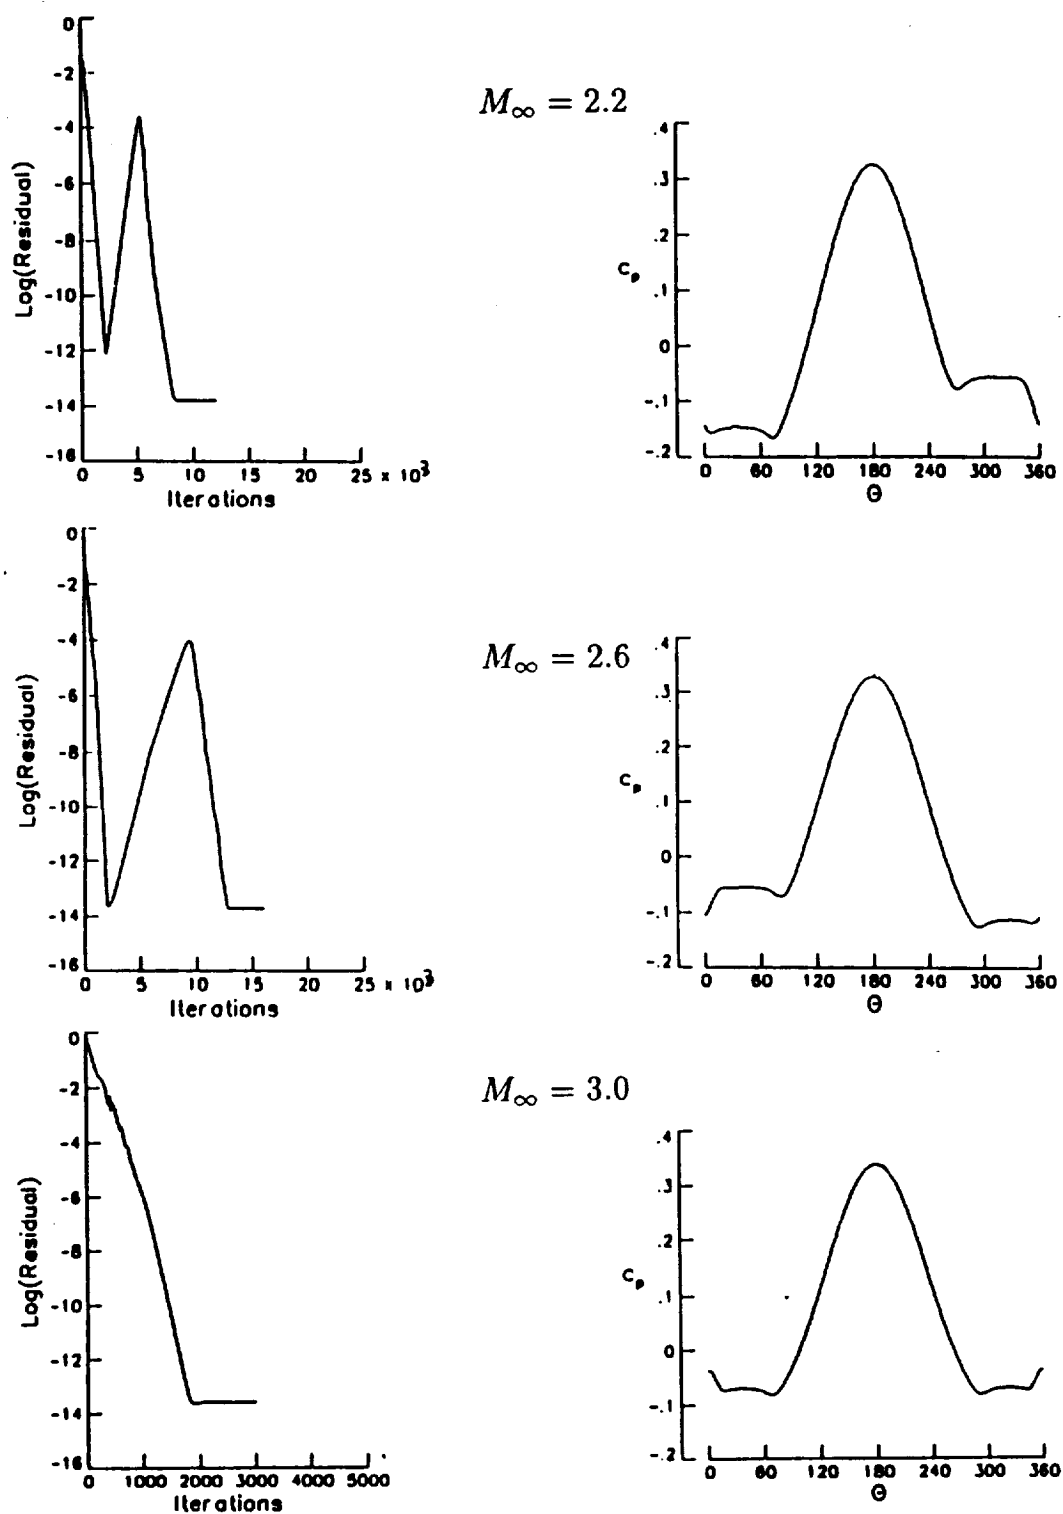 M∞ = 2.2
0
-2
-4
-6
-8
-10
-12
-14
-16
Log(Residual)
0 5 10 15 20 25 x 10³
Iterations
.4
.3
.2
.1
0
-.1
-.2
Cp
0 60 120 180 240 300 360
Θ
M∞ = 2.6
0
-2
-4
-6
-8
-10
-12
-14
-16
Log(Residual)
0 5 10 15 20 25 x 10³
Iterations
.4
.3
.2
.1
0
-.1
-.2
Cp
0 60 120 180 240 300 360
Θ
M∞ = 3.0
0
-2
-4
-6
-8
-10
-12
-14
-16
Log(Residual)
0 1000 2000 3000 4000 5000
Iterations
.4
.3
.2
.1
0
-.1
-.2
Cp
0 60 120 180 240 300 360
Θ